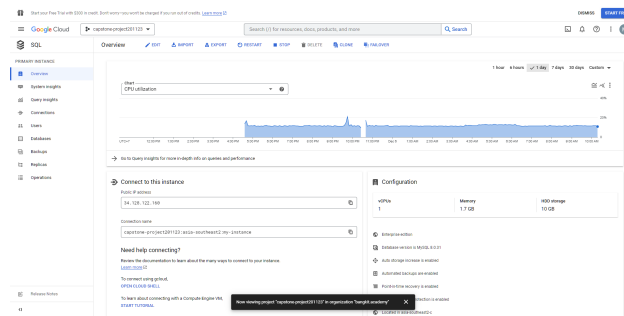 Start your Free Trial with $300 in credit. Don't worry—you won't be charged if you run out of credits. Learn more
DISMISS
START FR
Google Cloud
capstone-project201123
Search (/) for resources, docs, products, and more
Search
SQL
Overview
EDIT
IMPORT
EXPORT
RESTART
STOP
DELETE
CLONE
FAILOVER
PRIMARY INSTANCE
Overview
System insights
Query insights
Connections
Users
Databases
Backups
Replicas
Operations
Release Notes
1 hour 6 hours 1 day 7 days 30 days Custom
Chart
CPU utilization
Go to Query insights for more in-depth info on queries and performance
Connect to this instance
Public IP address
34.128.122.160
Connection name
capstone-project201123:asia-southeast2:my-instance
Need help connecting?
Review the documentation to learn about the many ways to connect to your instance.
Learn more
To connect using gcloud,
OPEN CLOUD SHELL
To learn about connecting with a Compute Engine VM,
START TUTORIAL
Configuration
vCPUs
Memory
HDD storage
1
1.7 GB
10 GB
Enterprise edition
Database version is MySQL 8.0.31
Auto storage increase is enabled
Automated backups are enabled
Point-in-time recovery is enabled
protection is enabled
Located in asia-southeast2-c
Now viewing project "capstone-project201123" in organization "bangkit.academy"